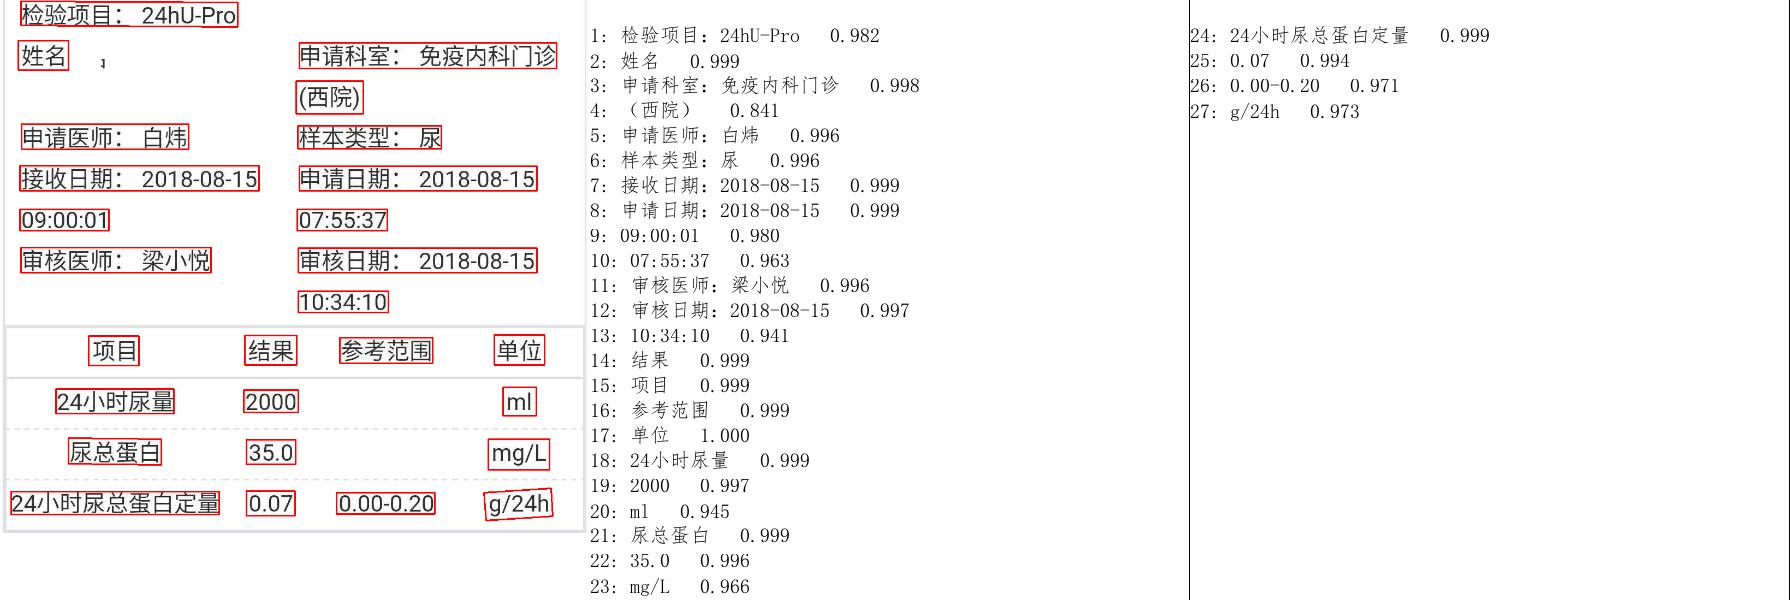 检验项目： 24hU-Pro
姓名
申请科室： 免疫内科门诊
(西院)
申请医师： 白炜
样本类型： 尿
接收日期： 2018-08-15
申请日期： 2018-08-15
09:00:01
07:55:37
审核医师： 梁小悦
审核日期： 2018-08-15
10:34:10
项目 结果 参考范围 单位
24小时尿量 2000 ml
尿总蛋白 35.0 mg/L
24小时尿总蛋白定量 0.07 0.00-0.20 g/24h
1: 检验项目：24hU-Pro 0.982
2: 姓名 0.999
3: 申请科室：免疫内科门诊 0.998
4: （西院） 0.841
5: 申请医师：白炜 0.996
6: 样本类型：尿 0.996
7: 接收日期：2018-08-15 0.999
8: 申请日期：2018-08-15 0.999
9: 09:00:01 0.980
10: 07:55:37 0.963
11: 审核医师：梁小悦 0.996
12: 审核日期：2018-08-15 0.997
13: 10:34:10 0.941
14: 结果 0.999
15: 项目 0.999
16: 参考范围 0.999
17: 单位 1.000
18: 24小时尿量 0.999
19: 2000 0.997
20: ml 0.945
21: 尿总蛋白 0.999
22: 35.0 0.996
23: mg/L 0.966
24: 24小时尿总蛋白定量 0.999
25: 0.07 0.994
26: 0.00-0.20 0.971
27: g/24h 0.973